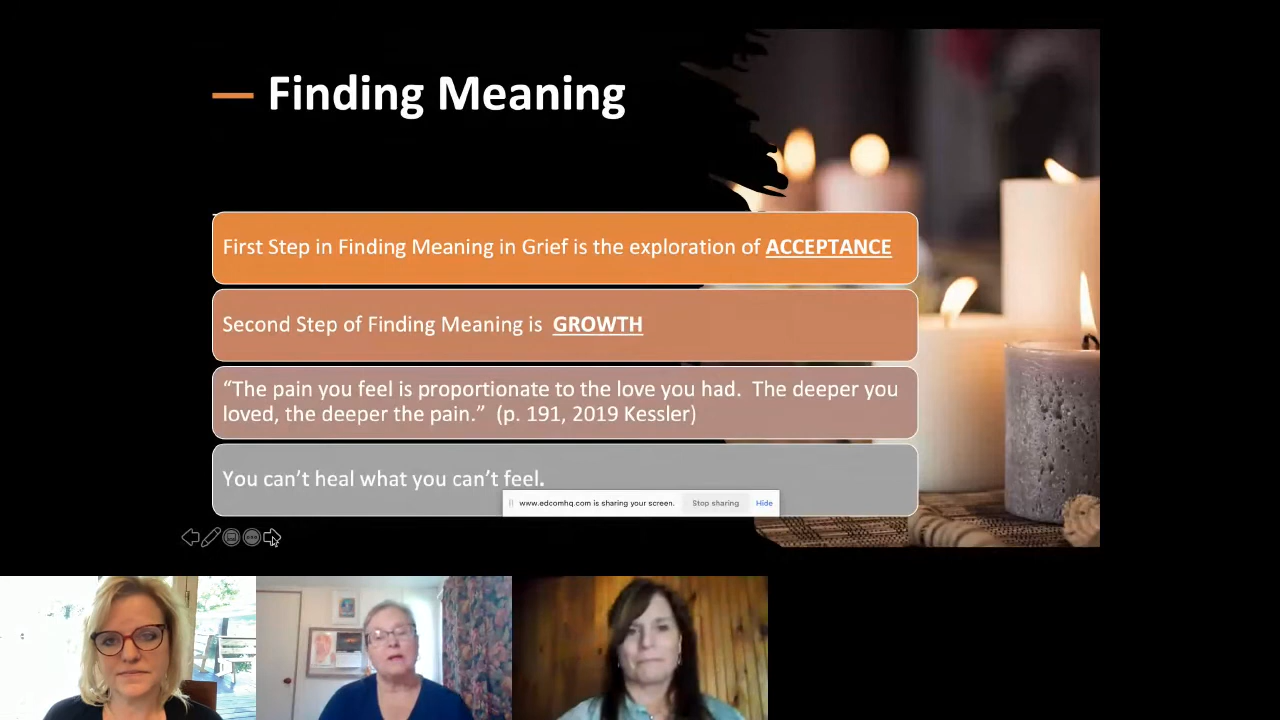 Finding Meaning
First Step in Finding Meaning in Grief is the exploration of ACCEPTANCE
Second Step of Finding Meaning is GROWTH
“The pain you feel is proportionate to the love you had. The deeper you
loved, the deeper the pain.” (p. 191, 2019 Kessler)
You can’t heal what you can’t feel.
www.edcomhq.com is sharing your screen. Stop sharing Hide